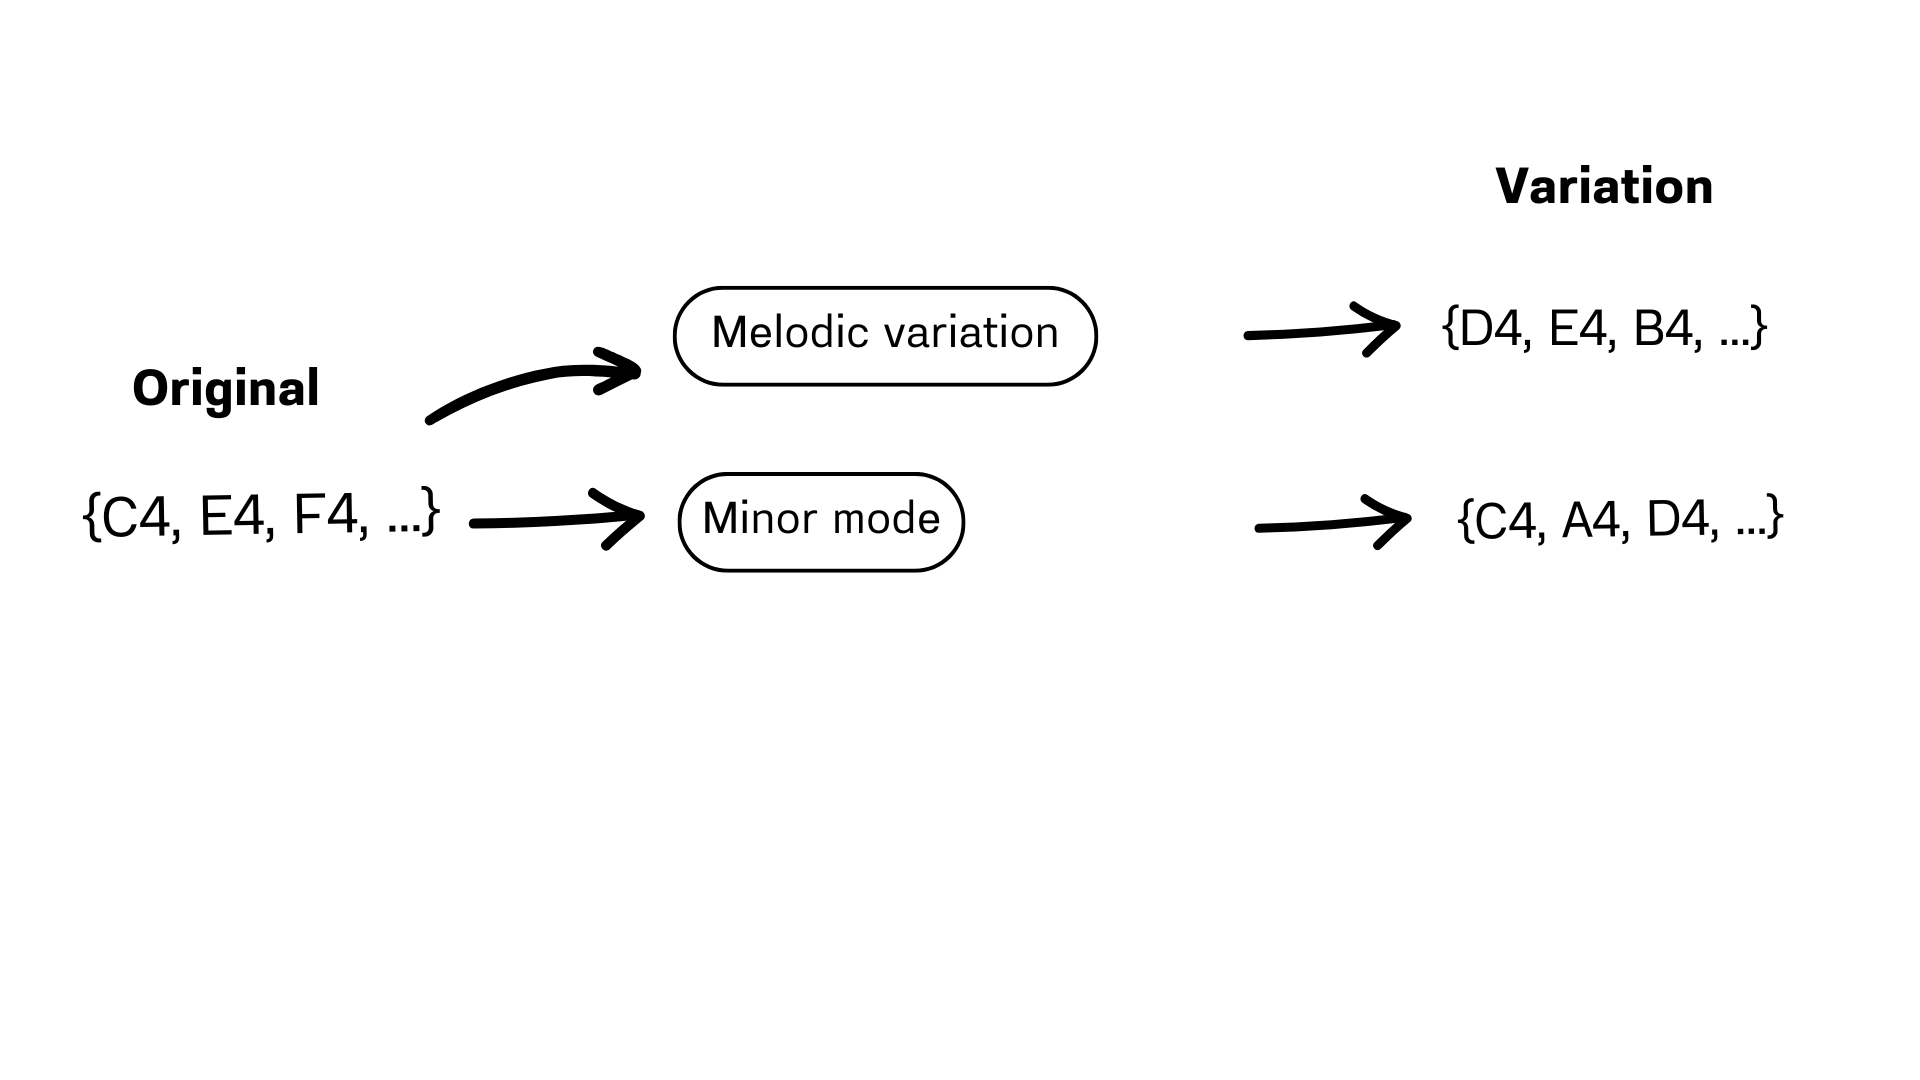 Variation
Melodic variation
{D4, E4, B4, ...}
Original
{C4, E4, F4, ...}
Minor mode
{C4, A4, D4, ...}